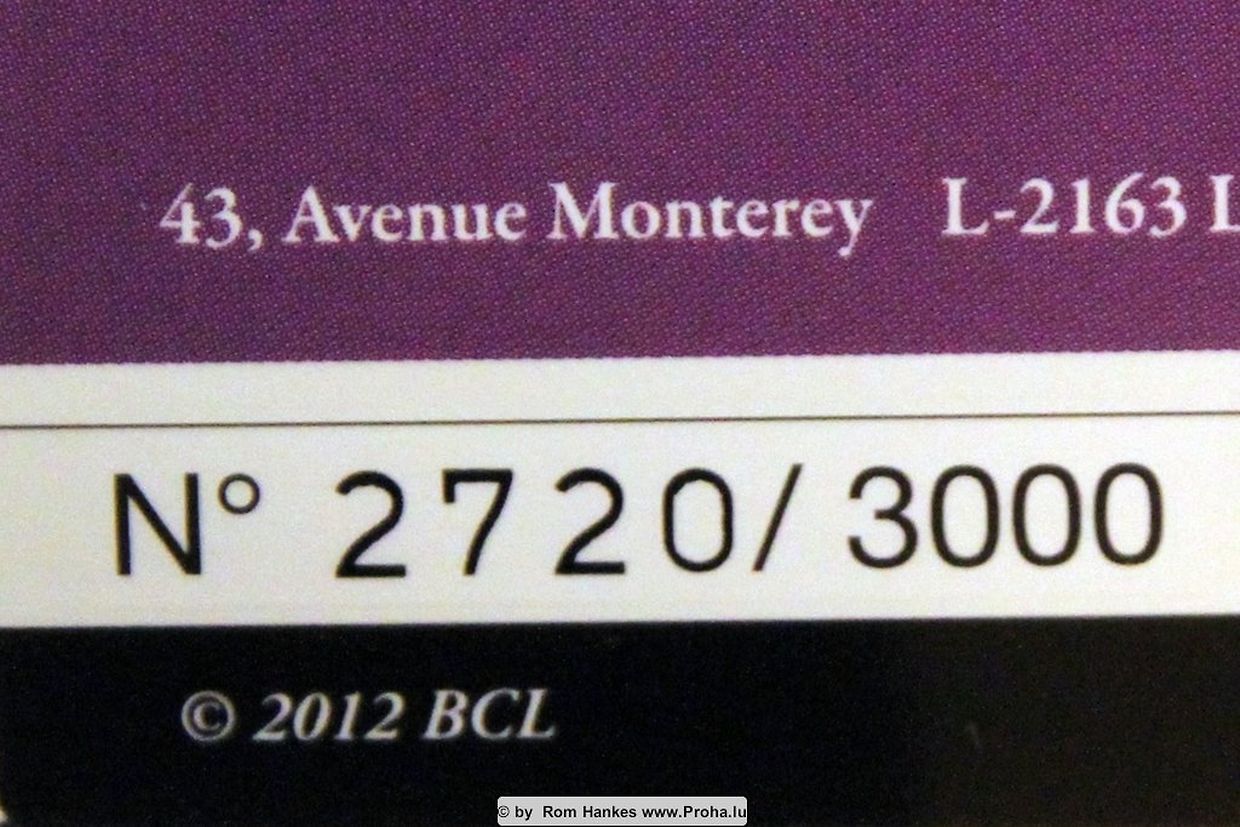 43, Avenue Monterey L-2163 L
N° 2720/3000
© 2012 BCL
© by Rom Hankes www.Proha.lu